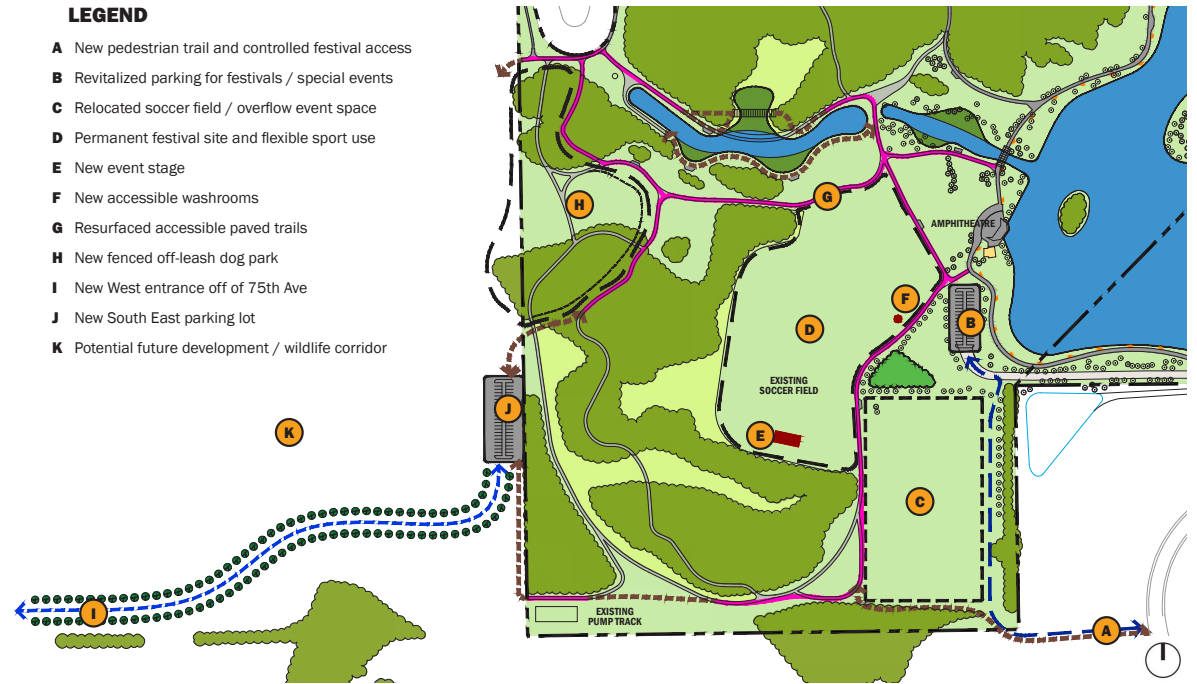 LEGEND
A New pedestrian trail and controlled festival access
B Revitalized parking for festivals / special events
C Relocated soccer field / overflow event space
D Permanent festival site and flexible sport use
E New event stage
F New accessible washrooms
G Resurfaced accessible paved trails
H New fenced off-leash dog park
I New West entrance off of 75th Ave
J New South East parking lot
K Potential future development / wildlife corridor
H
G
AMPHITHEATRE
F
B
D
EXISTING
SOCCER FIELD
J
E
K
C
I
EXISTING
PUMP TRACK
A